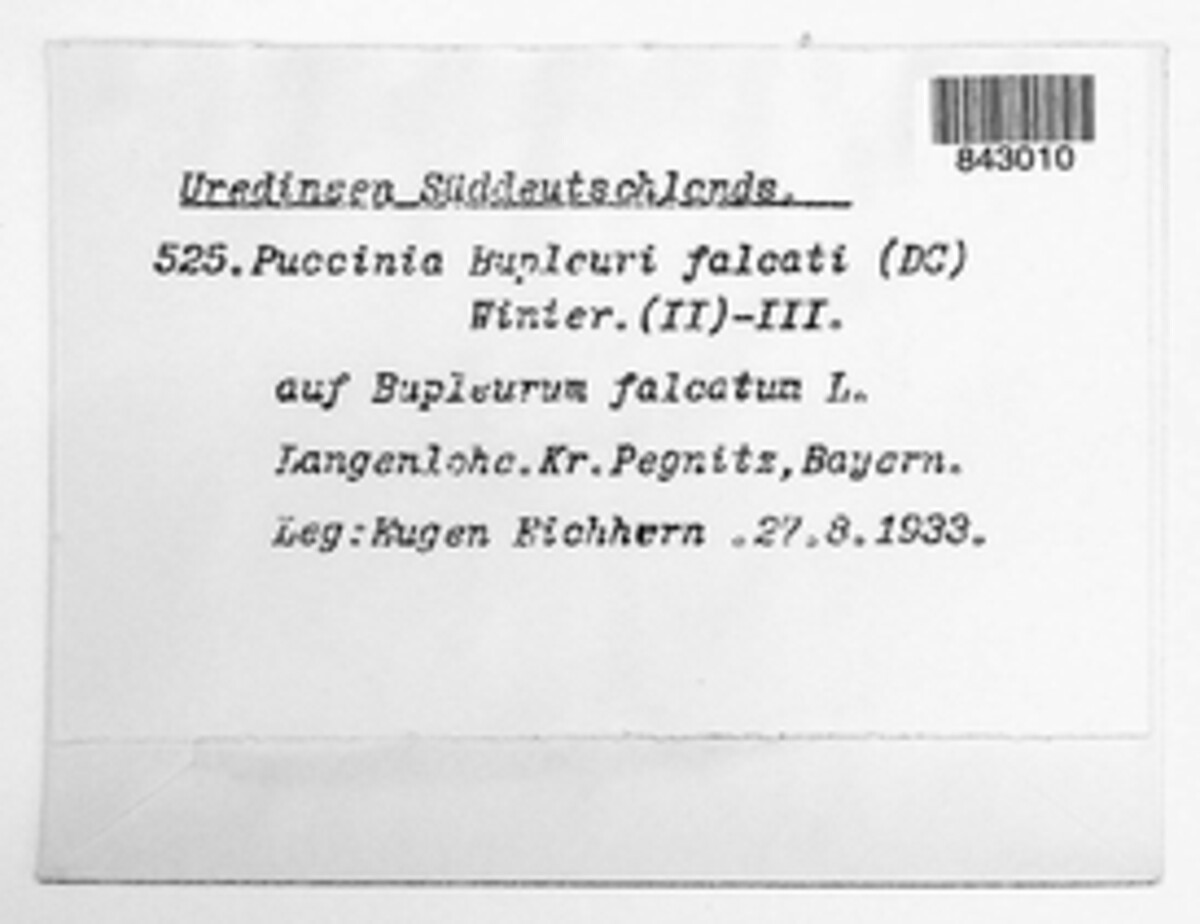 843010
Uredineen Süddeutschlands.
525. Puccinia Bupleuri falcati (DC)
Winter. (II)-III.
auf Bupleurum falcatum L.
Langenlohe. Kr. Pegnitz, Bayern.
Leg: Eugen Eichhorn . 27. 8. 1933.